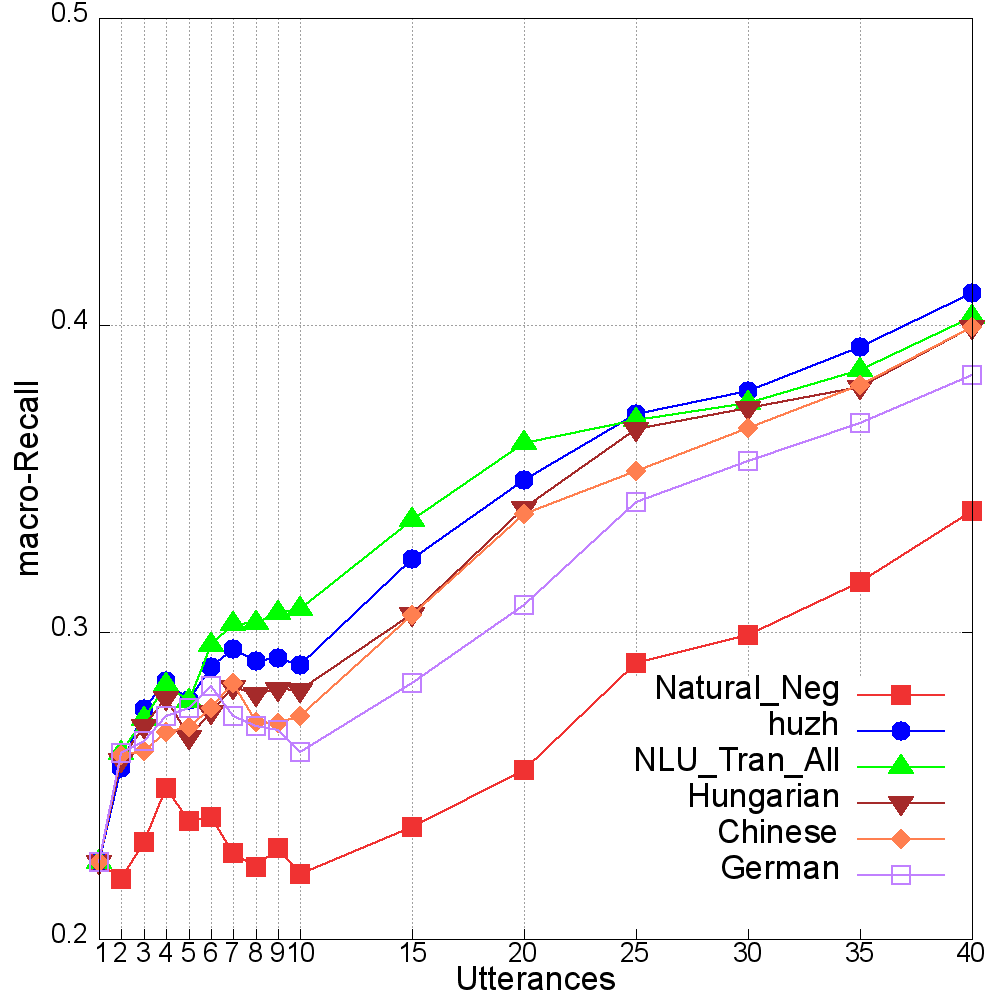 0.5
0.4
0.3
0.2
macro-Recall
Natural_Neg
huzh
NLU_Tran_All
Hungarian
Chinese
German
1 2 3 4 5 6 7 8 9 10 15 20 25 30 35 40
Utterances